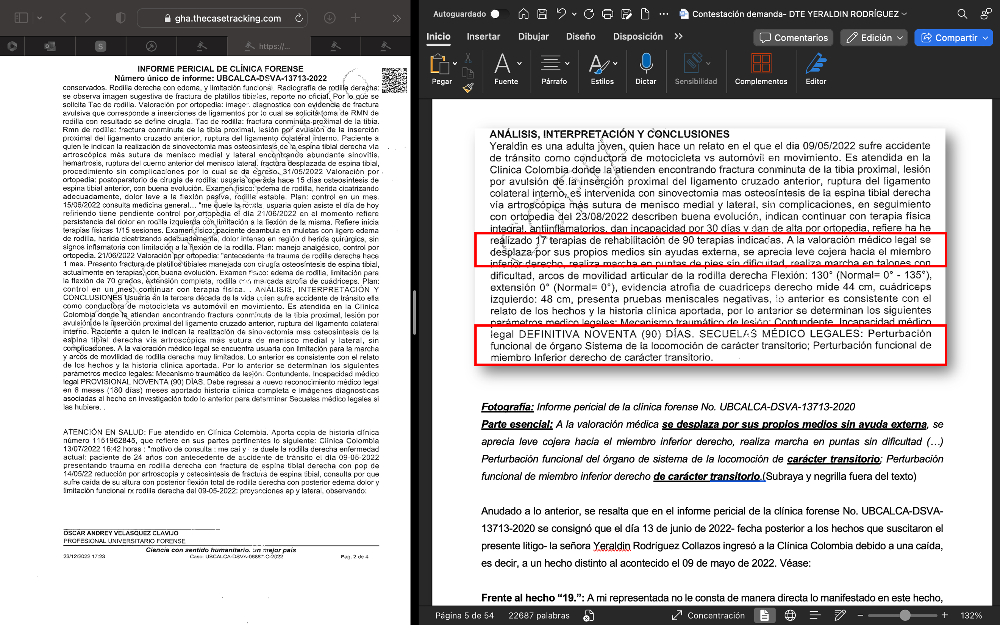 gha.thecasetracking.com
https://...
INFORME PERICIAL DE CLÍNICA FORENSE
Número único de informe: UBCALCA-DSVA-13713-2022
conservados. Rodilla derecha con edema, y limitación funcional. Radiografía de rodilla derecha:
se observa imagen sugestiva de fractura de platillos tibiales, reporte no oficial. Por lo que se
solicita Tac de rodilla. Valoración por ortopedia: imagen diagnostica con evidencia de fractura
avulsiva que corresponde a inserciones de ligamentos por lo cual se solicita toma de RMN de
rodilla con resultado se define cirugía. Tac de rodilla: fractura conminuta proximal de la tibia.
Rmn de rodilla: fractura conminuta de la tibia proximal, lesión por avulsión de la inserción
proximal del ligamento cruzado anterior, ruptura del ligamento colateral interno. Paciente a
quien le indican la realización de sinovectomia mas osteosintesis de la espina tibial derecha vía
artroscópica más sutura de menisco medial y lateral encontrando abundante sinovitis,
hemartrosis, ruptura del cuerno anterior del menisco lateral, fractura desplazada de espina tibial,
procedimiento sin complicaciones por lo cual se da egreso. 31/05/2022 Valoración por
ortopedia: postoperatorio de cirugía de rodilla: usuaria operada hace 15 días osteosíntesis de
espina tibial anterior, con buena evolución. Examen físico: edema de rodilla, herida cicatrizando
adecuadamente, dolor leve a la flexión pasiva, rodilla estable. Plan: control en un mes.
15/06/2022 consulta medicina general... "me duele la rodilla usuaria quien asiste el día de hoy
refiriendo tiene pendiente control por ortopedia el día 21/06/2022 en el momento refiere
persistencia del dolor en rodilla izquierda con limitación a la flexión de la misma. Refiere inicia
terapias físicas 1/15 sesiones. Examen físico: paciente deambula en muletas con ligero edema
de rodilla, herida cicatrizando adecuadamente, dolor intenso en región d herida quirúrgica, sin
signos inflamatoria con limitación a la flexión de la rodilla. Plan: manejo analgésico, control por
ortopedia. 21/06/2022 Valoración por ortopedia: "antecedente de trauma de rodilla derecha hace
1 mes. Presento fractura de platillos tibiales manejada con cirugía osteosíntesis de espina tibial,
actualmente en terapias, con buena evolución. Examen físico: edema de rodilla, limitación para
la flexión de 70 grados, extensión completa, rodilla con marcada atrofia de cuádriceps. Plan:
control en un mes, continuar con terapia física. . ANÁLISIS, INTERPRETACIÓN Y
CONCLUSIONES Usuaria en la tercera década de la vida quien sufre accidente de tránsito ella
como conductora de motocicleta vs automóvil en movimiento. Es atendida en la Clínica
Colombia donde la atienden encontrando fractura conminuta de la tibia proximal, lesión por
avulsión de la inserción proximal del ligamento cruzado anterior, ruptura del ligamento colateral
interno. Paciente a quien le indican la realización de sinovectomia mas osteosintesis de la
espina tibial derecha vía artroscópica más sutura de menisco medial y lateral, sin
complicaciones. A la valoración médico legal se encuentra usuaria con limitación para la marcha
y arcos de movilidad de rodilla derecha muy limitados. Lo anterior es consistente con el relato
de los hechos y la historia clínica aportada. Por lo anterior se determinan los siguientes
parámetros medico legales: Mecanismo traumático de lesión: Contundente. Incapacidad médico
legal PROVISIONAL NOVENTA (90) DÍAS. Debe regresar a nuevo reconocimiento médico legal
en 6 meses (180 días) meses aportado historia clínica completa e imágenes diagnosticas
asociadas al hecho en investigación todo lo anterior para determinar Secuelas médico legales si
las hubiere. .
ATENCIÓN EN SALUD: Fue atendido en Clínica Colombia. Aporta copia de historia clínica
número 1151962845, que refiere en sus partes pertinentes lo siguiente: Clínica Colombia
13/07/2022 16:42 horas : "motivo de consulta : me caí y me duele la rodilla derecha enfermedad
actual: paciente de 24 años con antecedente de accidente de tránsito el día 09-05-2022
presentando trauma en rodilla derecha con fractura de espina tibial derecha con pop de
14/05/22 reducción por artroscopia y osteosintesis de fractura de espina tibial, consulta por que
sufre caída de su altura con posterior flexión total de rodilla derecha con posterior edema dolor y
limitación funcional rx rodilla derecha del 09-05-2022: proyecciones ap y lateral, observando:
OSCAR ANDREY VELASQUEZ CLAVIJO
PROFESIONAL UNIVERSITARIO FORENSE
Ciencia con sentido humanitario. un mejor país
23/12/2022 17:23
Caso: UBCALCA-DSVA-06887-C-2022
Pag. 2 de 4
Autoguardado
Contestación demanda- DTE YERALDIN RODRÍGUEZ
Inicio
Insertar
Dibujar
Diseño
Disposición
Comentarios
Edición
Compartir
Pegar
Fuente
Párrafo
Estilos
Dictar
Sensibilidad
Complementos
Editor
ANÁLISIS, INTERPRETACIÓN Y CONCLUSIONES
Yeraldin es una adulta joven, quien hace un relato en el que el dia 09/05/2022 sufre accidente
de tránsito como conductora de motocicleta vs automóvil en movimiento. Es atendida en la
Clínica Colombia donde la atienden encontrando fractura conminuta de la tibia proximal, lesión
por avulsión de la inserción proximal del ligamento cruzado anterior, ruptura del ligamento
colateral interno, es intervenida con sinovectomia mas osteosíntesis de la espina tibial derecha
vía artroscópica más sutura de menisco medial y lateral, sin complicaciones, en seguimiento
con ortopedia del 23/08/2022 describen buena evolución, indican continuar con terapia física
integral, antiinflamatorios, dan incapacidad por 30 días y dan de alta por ortopedia, refiere ha he
realizado 17 terapias de rehabilitación de 90 terapias indicadas. A la valoración médico legal se
desplaza por sus propios medios sin ayudas externa, se aprecia leve cojera hacia el miembro
inferior derecho, realiza marcha en puntas de pies sin dificultad, realiza marcha en talones con
dificultad, arcos de movilidad articular de la rodilla derecha Flexión: 130° (Normal= 0° - 135°),
extensión 0° (Normal= 0°), evidencia atrofia de cuadriceps derecho mide 44 cm, cuádriceps
izquierdo: 48 cm, presenta pruebas meniscales negativas, lo anterior es consistente con el
relato de los hechos y la historia clínica aportada, por lo anterior se determinan los siguientes
parámetros medico legales: Mecanismo traumático de lesión: Contundente. Incapacidad médico
legal DEFINITIVA NOVENTA (90) DÍAS. SECUELAS MÉDICO LEGALES: Perturbación
funcional de órgano Sistema de la locomoción de carácter transitorio; Perturbación funcional de
miembro Inferior derecho de carácter transitorio.
Fotografía: Informe pericial de la clínica forense No. UBCALCA-DSVA-13713-2020
Parte esencial: A la valoración médica se desplaza por sus propios medios sin ayuda externa, se
aprecia leve cojera hacia el miembro inferior derecho, realiza marcha en puntas sin dificultad (…)
Perturbación funcional del órgano de sistema de la locomoción de carácter transitorio; Perturbación
funcional de miembro inferior derecho de carácter transitorio.(Subraya y negrilla fuera del texto)
Anudado a lo anterior, se resalta que en el informe pericial de la clínica forense No. UBCALCA-DSVA-
13713-2020 se consignó que el día 13 de junio de 2022- fecha posterior a los hechos que suscitaron el
presente litigo- la señora Yeraldin Rodríguez Collazos ingresó a la Clínica Colombia debido a una caída,
es decir, a un hecho distinto al acontecido el 09 de mayo de 2022. Véase:
Frente al hecho “19.”: A mi representada no le consta de manera directa lo manifestado en este hecho,
Página 5 de 54
22687 palabras
Concentración
132%